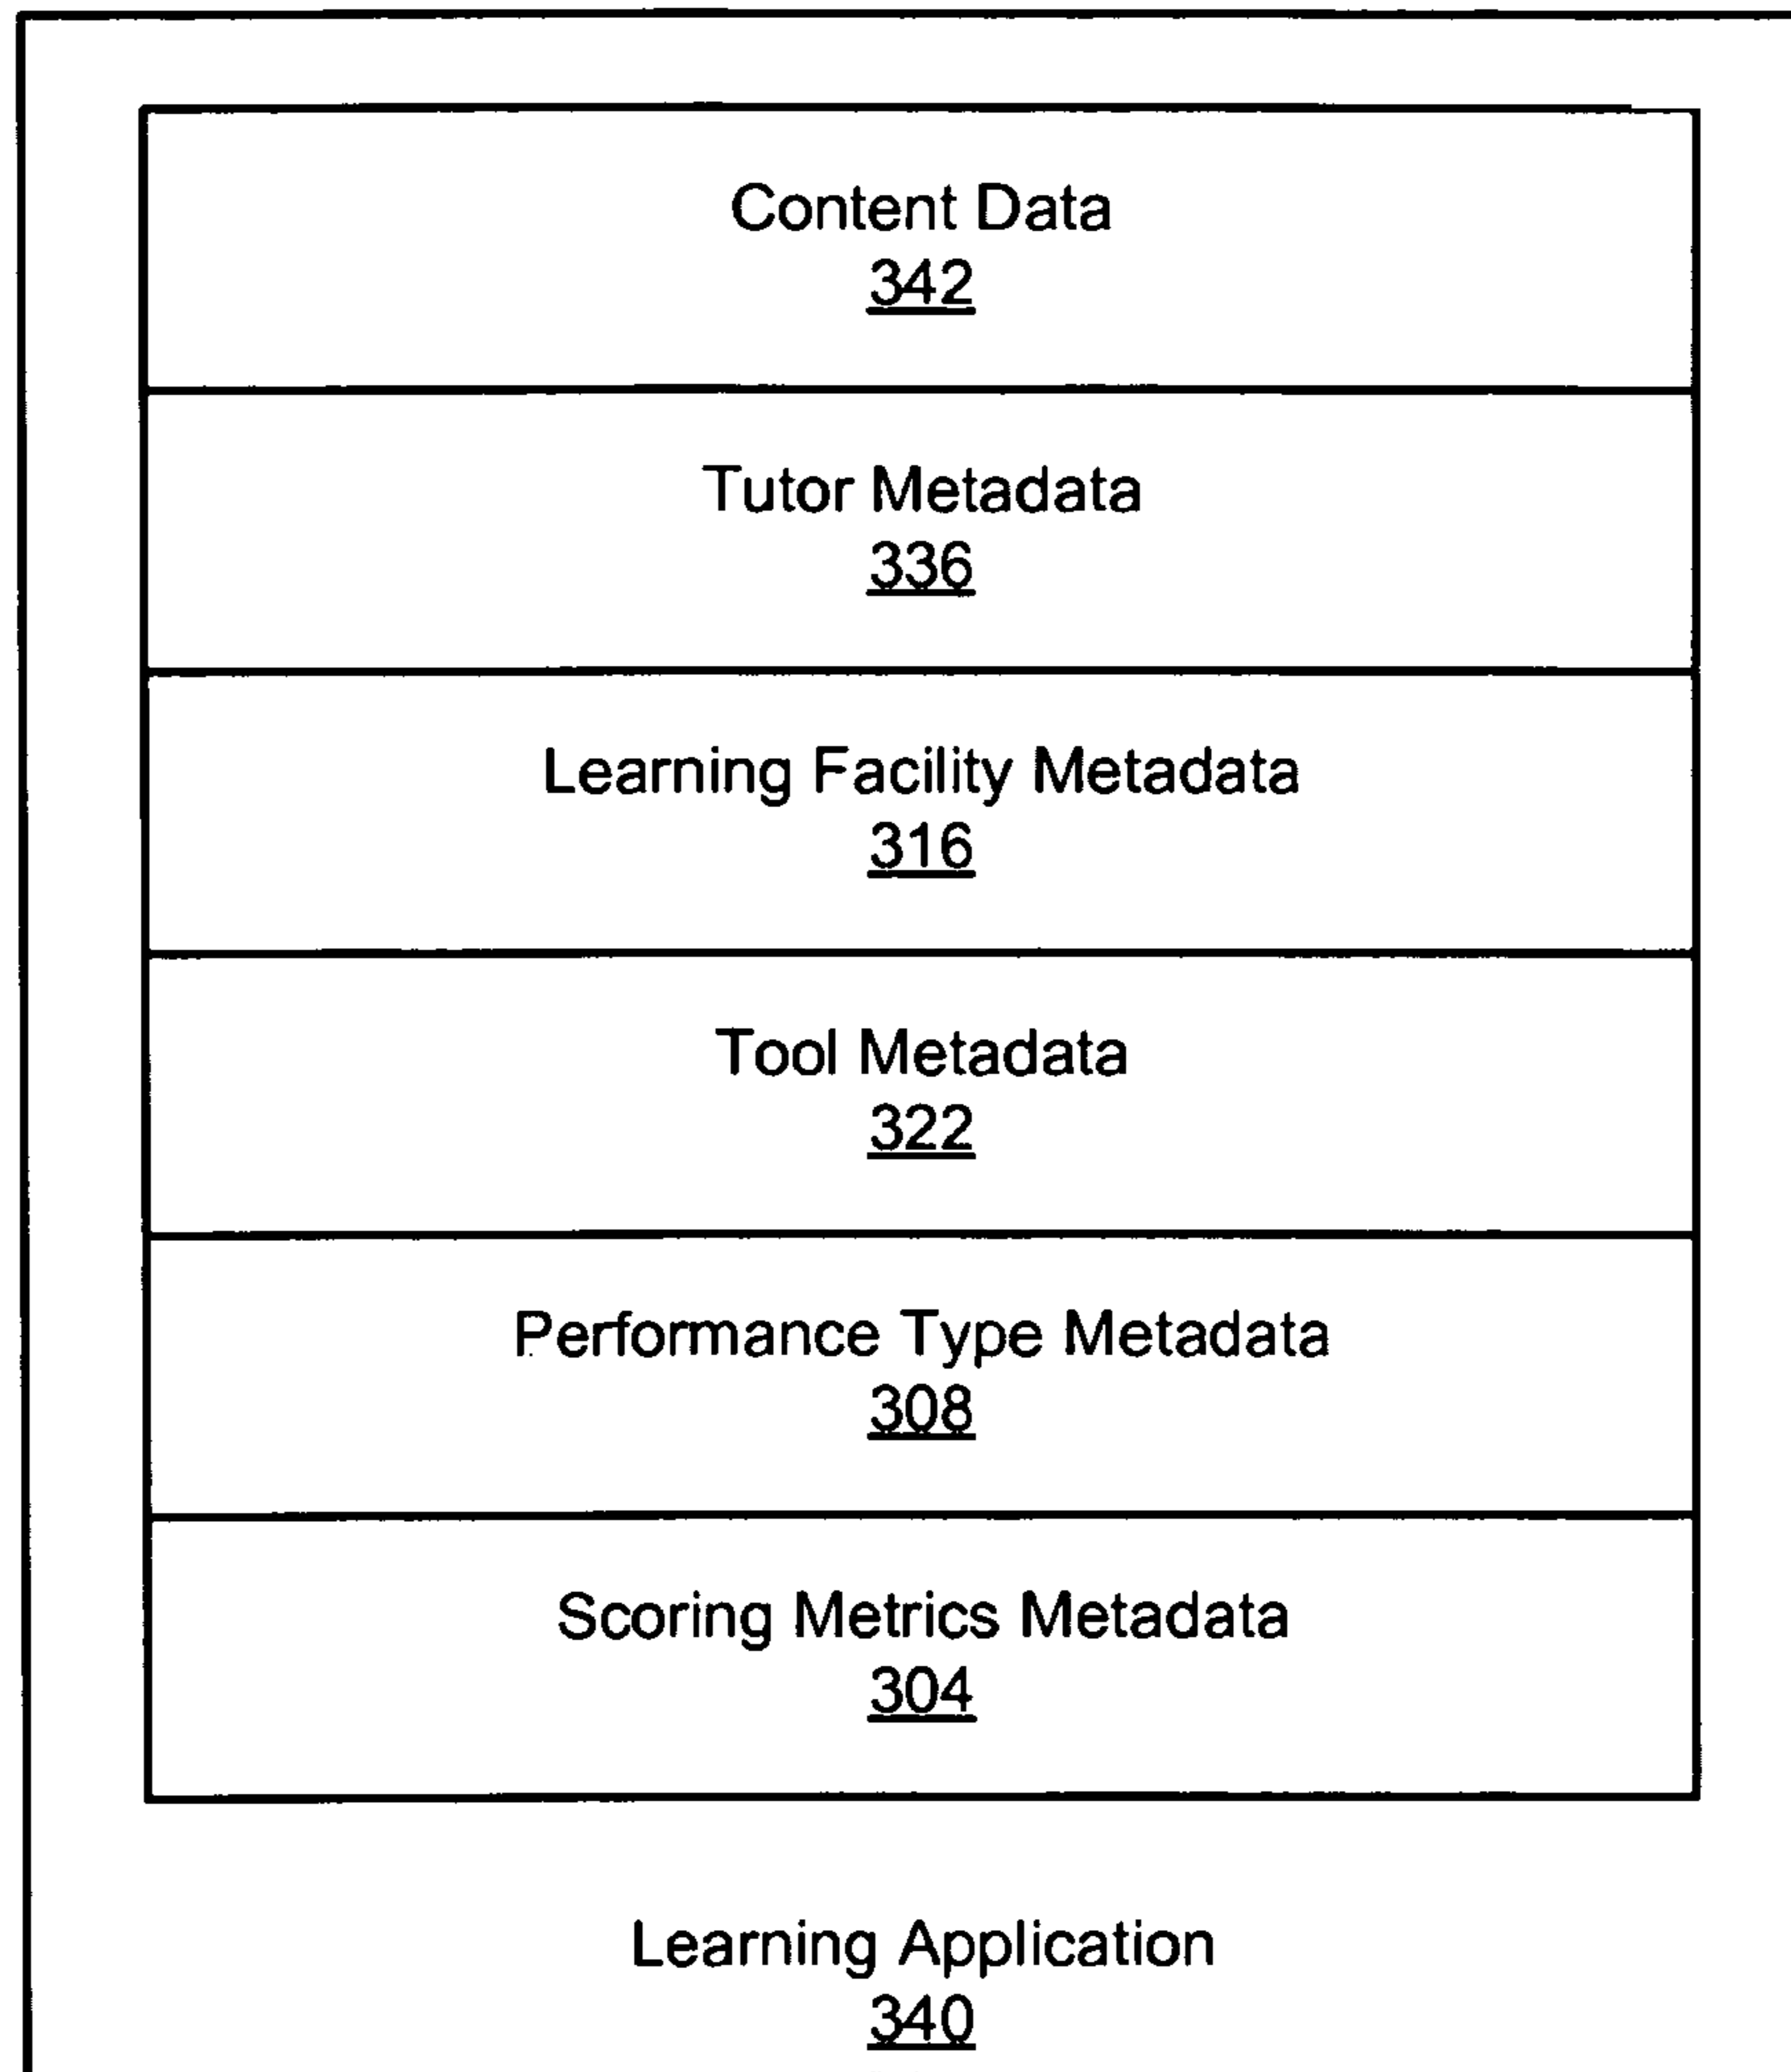 Content Data
342
Tutor Metadata
336
Learning Facility Metadata
316
Tool Metadata
322
Performance Type Metadata
308
Scoring Metrics Metadata
304
Learning Application
340